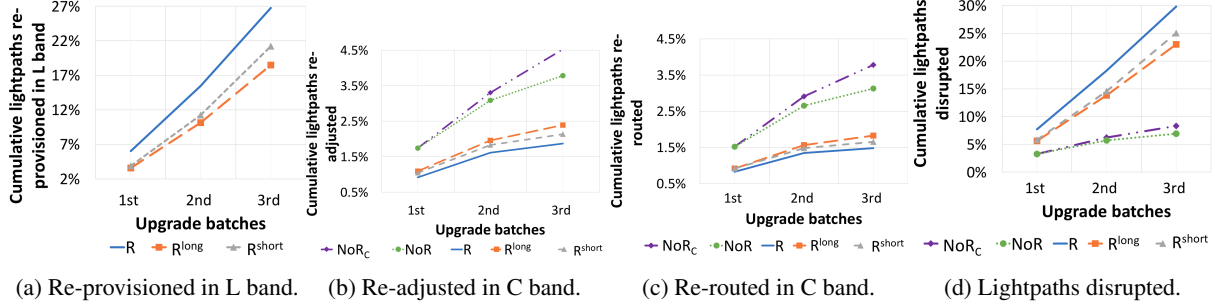 Cumulative lightpaths re-
provisioned in L band
27%
22%
17%
12%
7%
2%
1st 2nd 3rd
Upgrade batches
R R^long R^short
(a) Re-provisioned in L band.
Cumulative lightpaths re-
adjusted
4.5%
3.5%
2.5%
1.5%
0.5%
1st 2nd 3rd
Upgrade batches
NoR_C NoR R R^long R^short
(b) Re-adjusted in C band.
Cumulative lightpaths re-
routed
4.5%
3.5%
2.5%
1.5%
0.5%
1st 2nd 3rd
Upgrade batches
NoR_C NoR R R^long R^short
(c) Re-routed in C band.
Cumulative lightpaths
disrupted
30%
25%
20%
15%
10%
5%
0%
1st 2nd 3rd
Upgrade batches
NoR_C NoR R R^long R^short
(d) Lightpaths disrupted.